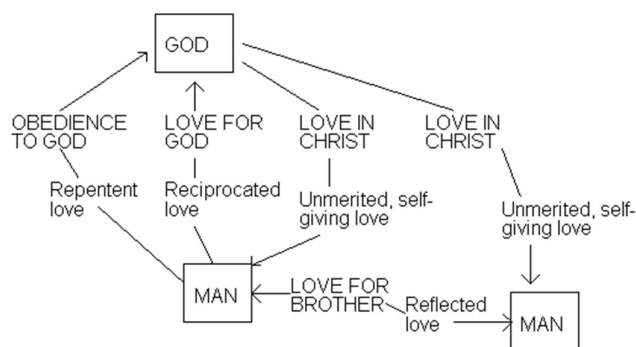 GOD
OBEDIENCE
TO GOD
LOVE FOR
GOD
LOVE IN
CHRIST
LOVE IN
CHRIST
Repentent
love
Reciprocated
love
Unmerited, self-
giving love
Unmerited, self-
giving love
MAN
LOVE FOR
BROTHER
Reflected
love
MAN